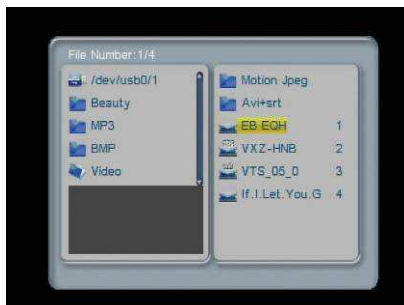 File Number:1/4
/dev/usb0/1
Beauty
MP3
BMP
Video
Motion Jpeg
Avi+srt
EB EQH 1
VXZ-HNB 2
VTS_05_0 3
If.I.Let.You.G 4